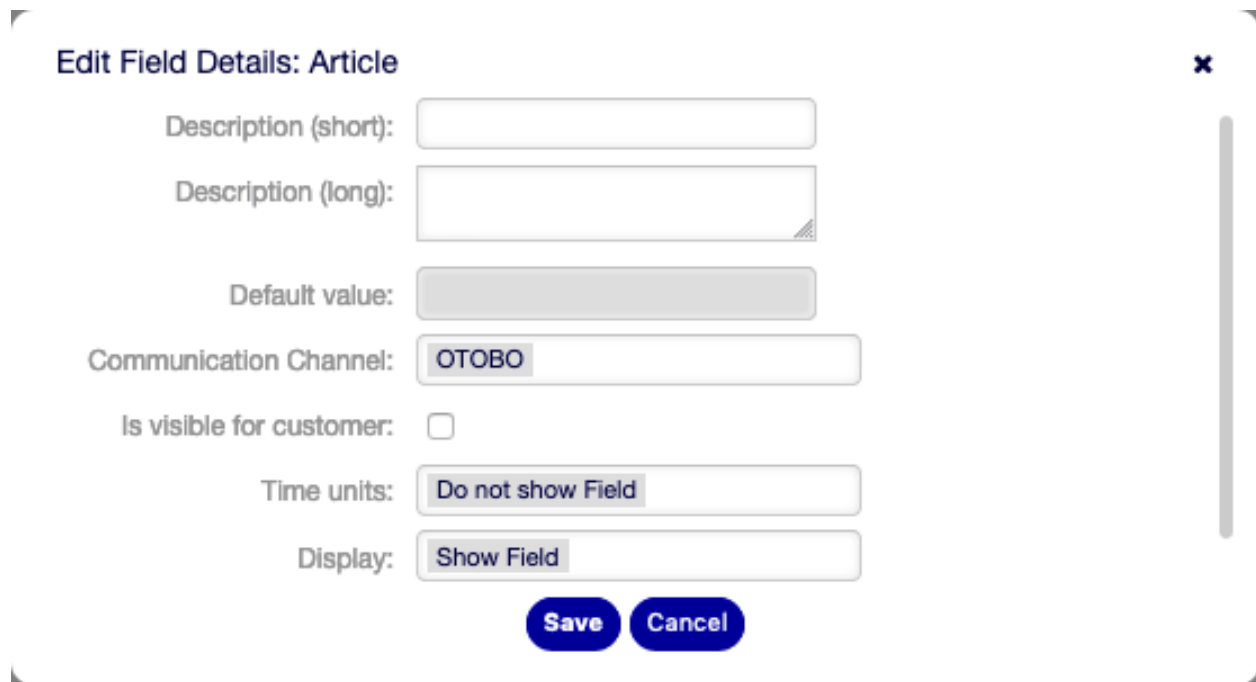 Edit Field Details: Article
Description (short):
Description (long):
Default value:
Communication Channel: OTOBO
Is visible for customer:
Time units: Do not show Field
Display: Show Field
Save Cancel